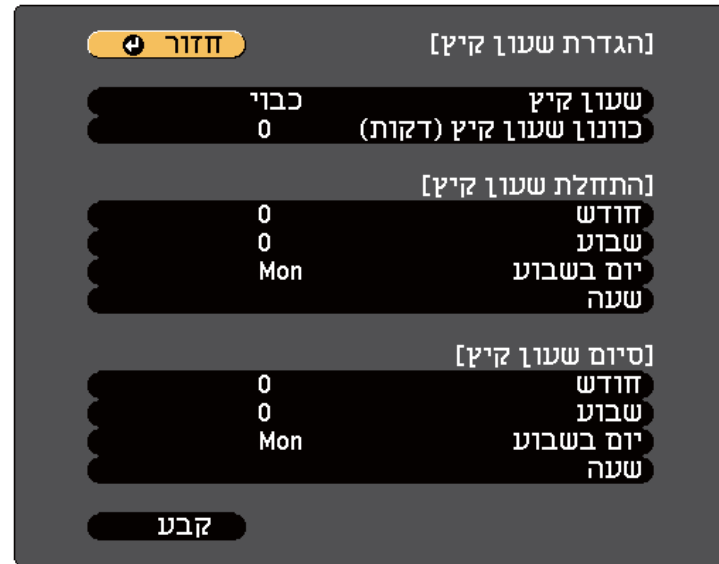 [הגדרת שעון קיץ] חזור
שעון קיץ כבוי
כוונון שעון קיץ (דקות) 0
[התחלת שעון קיץ]
חודש 0
שבוע 0
יום בשבוע Mon
שעה
[סיום שעון קיץ]
חודש 0
שבוע 0
יום בשבוע Mon
שעה
קבע